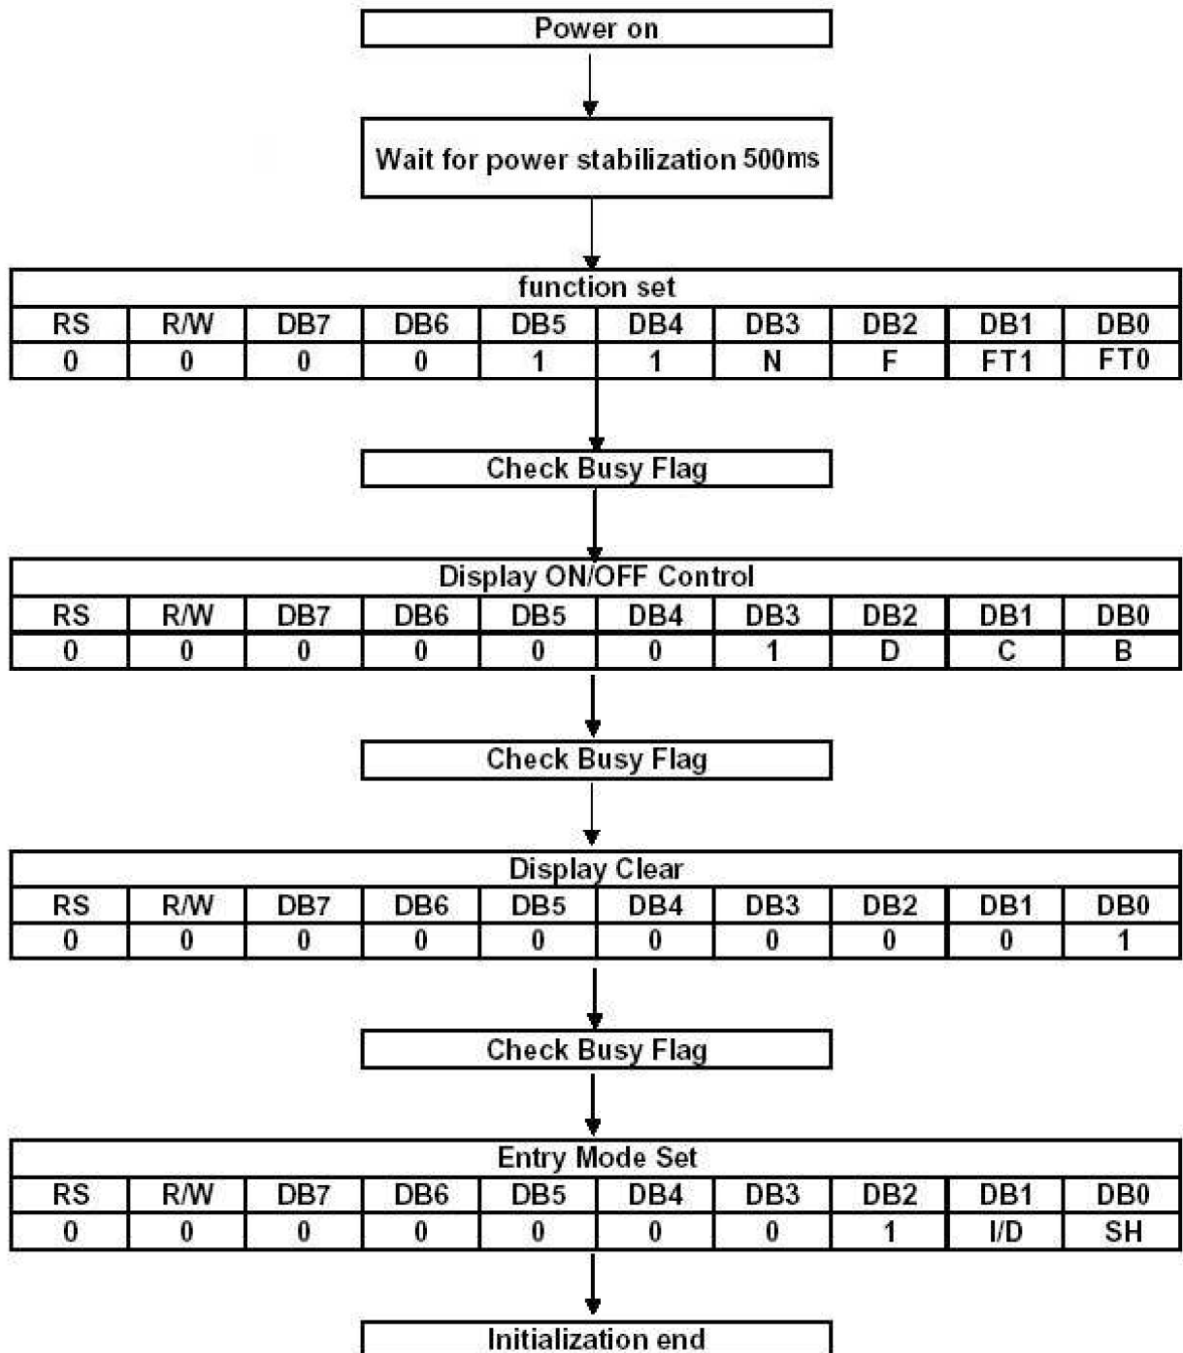 Power on
Wait for power stabilization 500ms
function set
RS R/W DB7 DB6 DB5 DB4 DB3 DB2 DB1 DB0
0 0 0 0 1 1 N F FT1 FT0
Check Busy Flag
Display ON/OFF Control
RS R/W DB7 DB6 DB5 DB4 DB3 DB2 DB1 DB0
0 0 0 0 0 0 1 D C B
Check Busy Flag
Display Clear
RS R/W DB7 DB6 DB5 DB4 DB3 DB2 DB1 DB0
0 0 0 0 0 0 0 0 0 1
Check Busy Flag
Entry Mode Set
RS R/W DB7 DB6 DB5 DB4 DB3 DB2 DB1 DB0
0 0 0 0 0 0 0 1 I/D SH
Initialization end